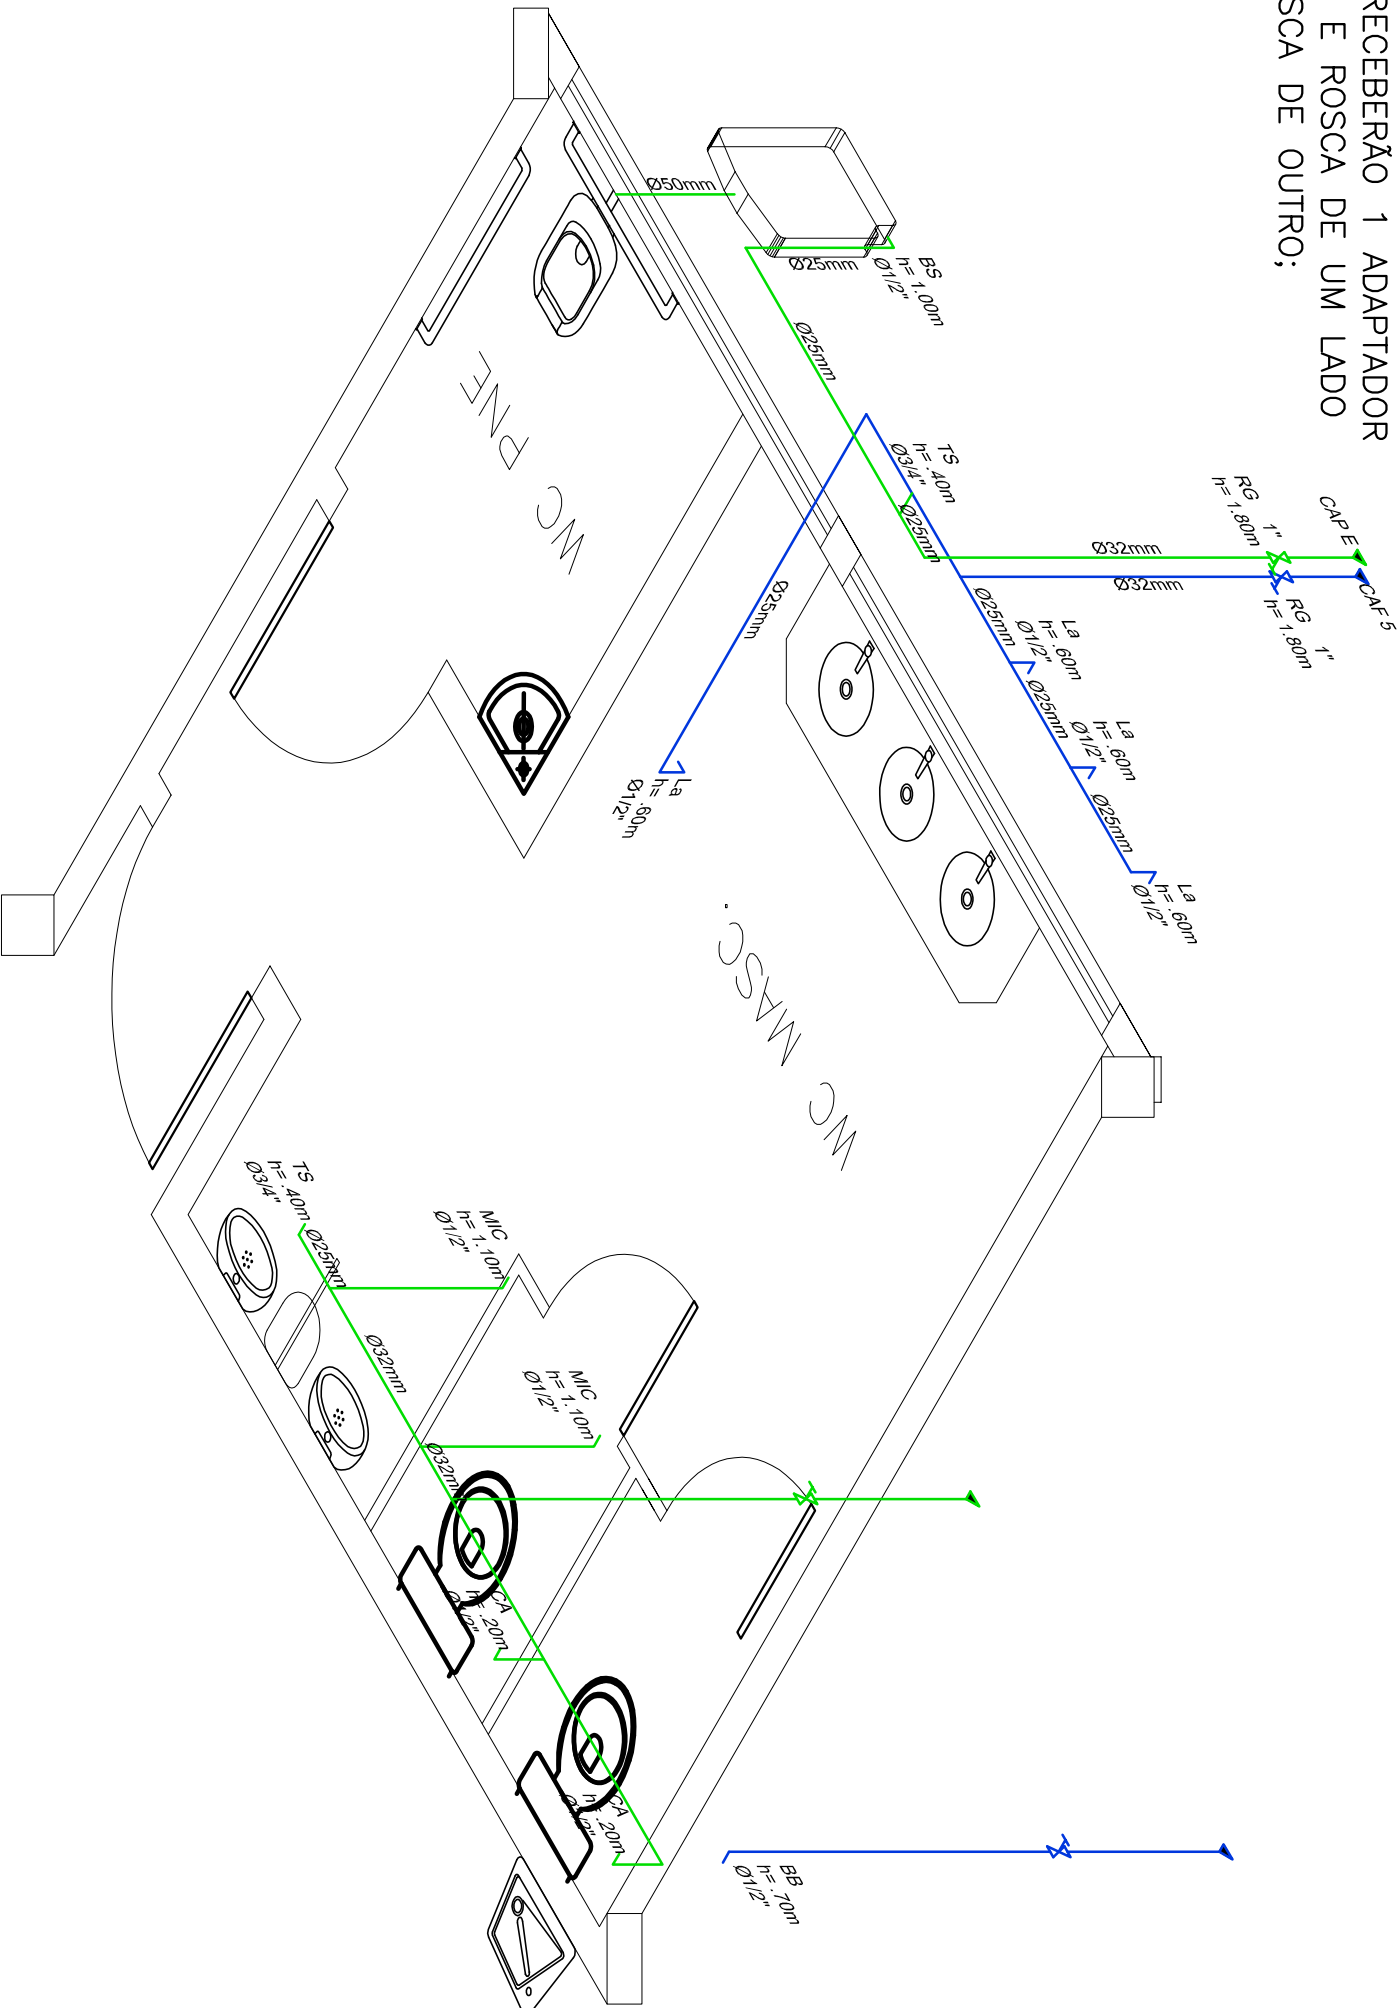 RECEBERÃO 1 ADAPTADOR
E ROSCA DE UM LADO
SCA DE OUTRO;
CAP E
RG 1"
h= 1.80m
CAF 5
RG 1"
h= 1.80m
Ø32mm
Ø32mm
BS
h= 1.00m
Ø1/2"
Ø50mm
Ø25mm
Ø25mm
TS
h= .40m
Ø3/4"
Ø25mm
Ø25mm
La
h= .60m
Ø1/2"
Ø25mm
La
h= .60m
Ø1/2"
Ø25mm
La
h= .60m
Ø1/2"
Ø25mm
La
h= .60m
Ø1/2"
WC PNE
WC MASC.
TS
h= .40m
Ø3/4"
Ø25mm
MIC
h= 1.10m
Ø1/2"
Ø32mm
MIC
h= 1.10m
Ø1/2"
Ø32mm
CA
h= .20m
Ø1/2"
CA
h= .20m
Ø1/2"
BB
h= .70m
Ø1/2"